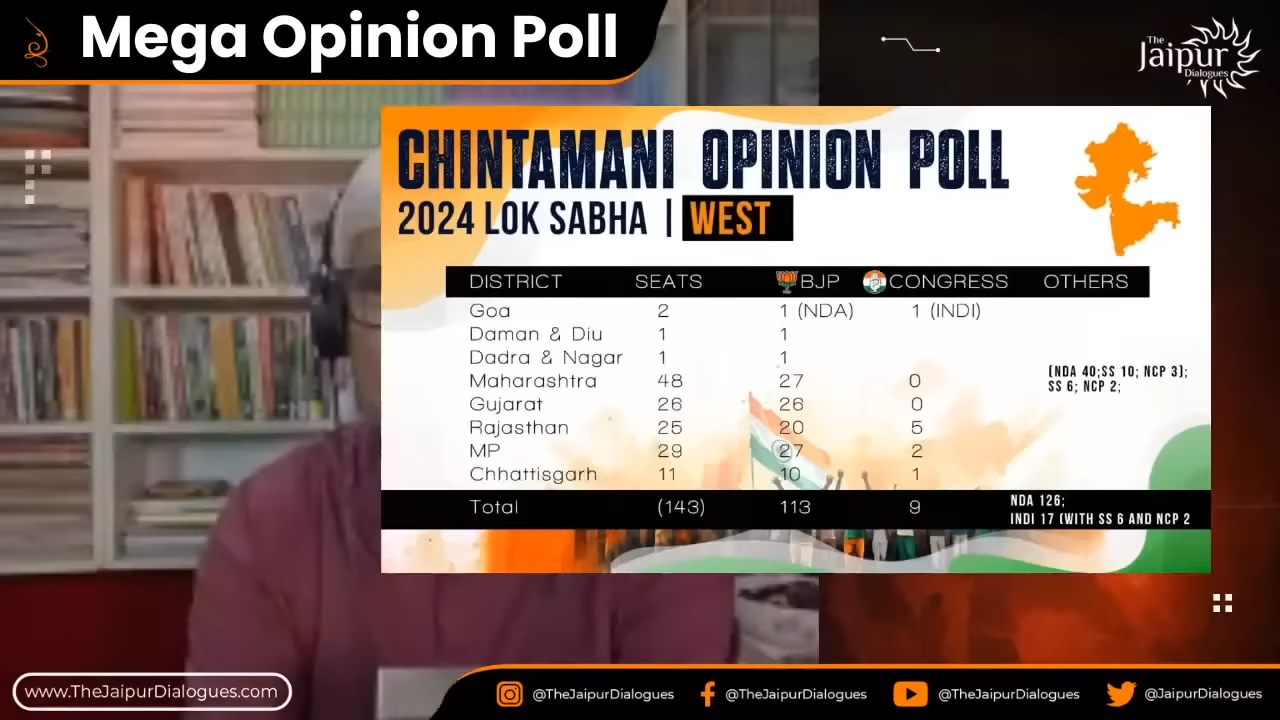 Mega Opinion Poll
The
Jaipur
Dialogues
CHINTAMANI OPINION POLL
2024 LOK SABHA | WEST
DISTRICT SEATS BJP CONGRESS OTHERS
Goa 2 1 (NDA) 1 (INDI)
Daman & Diu 1 1
Dadra & Nagar 1 1
Maharashtra 48 27 0 (NDA 40;SS 10; NCP 3);
SS 6; NCP 2;
Gujarat 26 26 0
Rajasthan 25 20 5
MP 29 27 2
Chhattisgarh 11 10 1
Total (143) 113 9 NDA 126;
INDI 17 (WITH SS 6 AND NCP 2
www.TheJaipurDialogues.com @TheJaipurDialogues @TheJaipurDialogues @TheJaipurDialogues @JaipurDialogues